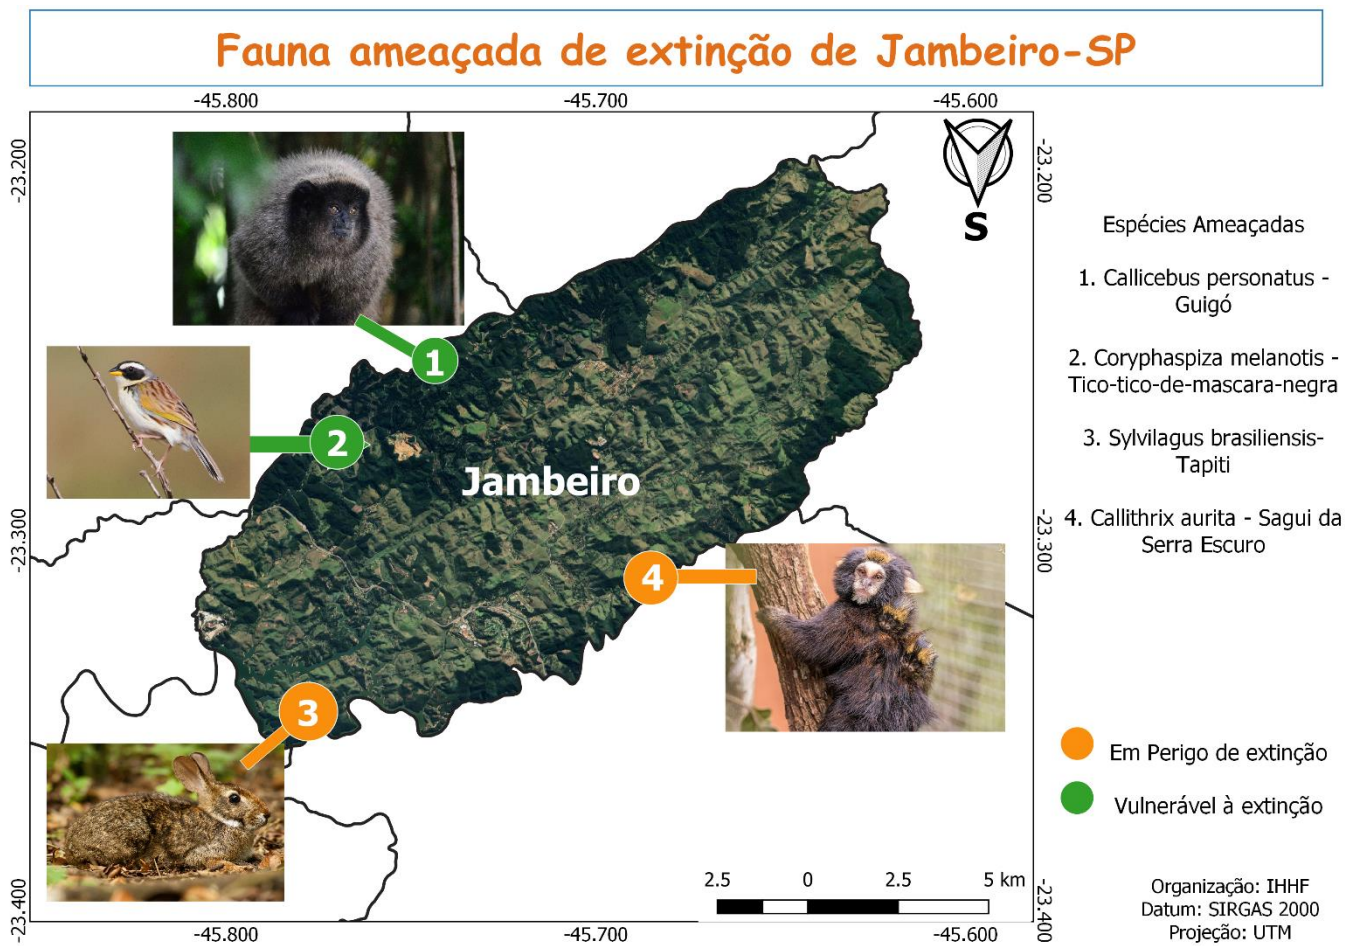 Fauna ameaçada de extinção de Jambeiro-SP
-45.800
-45.700
-45.600
-23.200
-23.200
S
Espécies Ameaçadas
1. Callicebus personatus -
Guigó
1
2. Coryphaspiza melanotis -
Tico-tico-de-mascara-negra
2
3. Sylvilagus brasiliensis-
Tapiti
Jambeiro
4. Callithrix aurita - Sagui da
Serra Escuro
-23.300
-23.300
4
3
Em Perigo de extinção
Vulnerável à extinção
2.5
0
2.5
5 km
Organização: IHHF
Datum: SIRGAS 2000
Projeção: UTM
-23.400
-23.400
-45.800
-45.700
-45.600